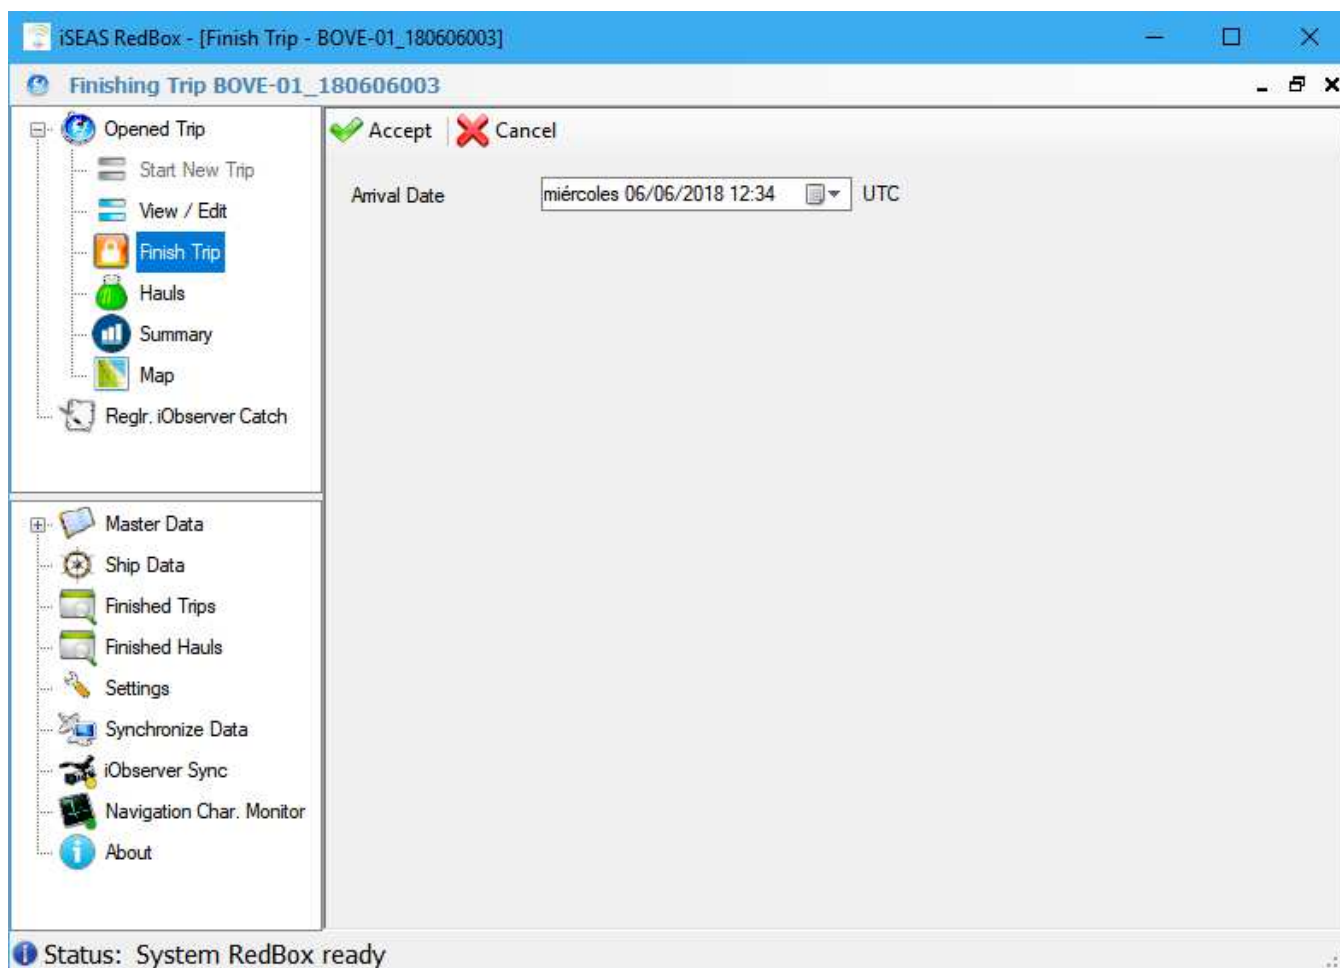 iSEAS RedBox - [Finish Trip - BOVE-01_180606003]
Finishing Trip BOVE-01_180606003
Opened Trip
Start New Trip
View / Edit
Finish Trip
Hauls
Summary
Map
Reglr. iObserver Catch
Master Data
Ship Data
Finished Trips
Finished Hauls
Settings
Synchronize Data
iObserver Sync
Navigation Char. Monitor
About
Accept Cancel
Arrival Date miércoles 06/06/2018 12:34 UTC
Status: System RedBox ready